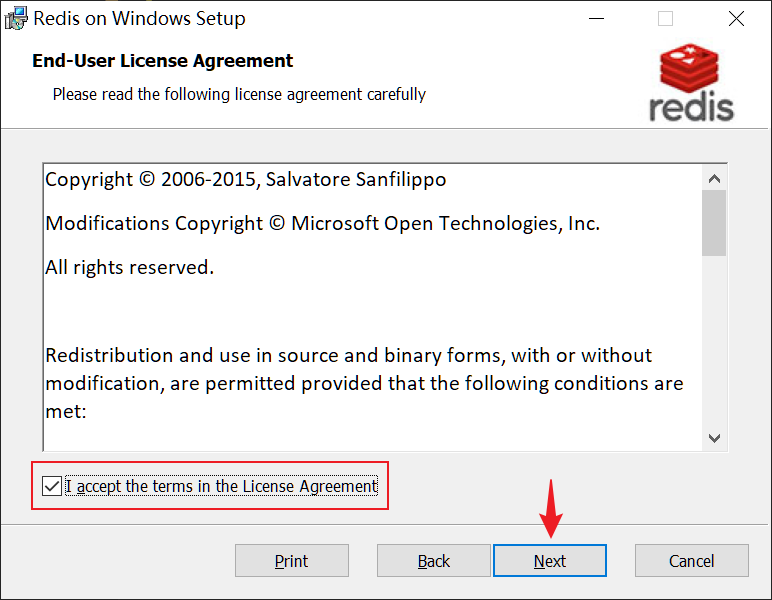 Redis on Windows Setup
End-User License Agreement
Please read the following license agreement carefully
redis
Copyright © 2006-2015, Salvatore Sanfilippo
Modifications Copyright © Microsoft Open Technologies, Inc.
All rights reserved.
Redistribution and use in source and binary forms, with or without
modification, are permitted provided that the following conditions are
met:
I accept the terms in the License Agreement
Print
Back
Next
Cancel